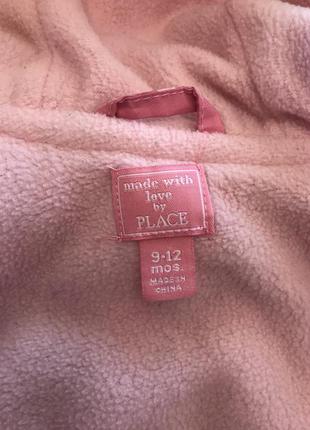 made with
love
by
PLACE
9-12
mos.
MADE IN
CHINA